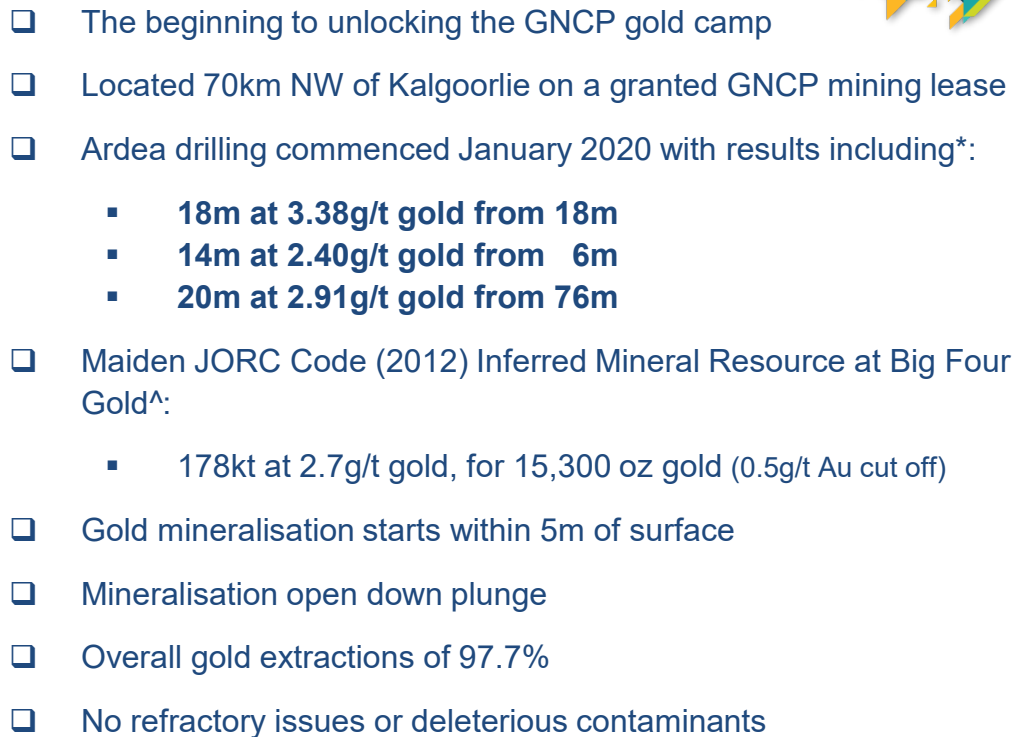 ❑ The beginning to unlocking the GNCP gold camp
❑ Located 70km NW of Kalgoorlie on a granted GNCP mining lease
❑ Ardea drilling commenced January 2020 with results including*:
▪ 18m at 3.38g/t gold from 18m
▪ 14m at 2.40g/t gold from 6m
▪ 20m at 2.91g/t gold from 76m
❑ Maiden JORC Code (2012) Inferred Mineral Resource at Big Four
Gold^:
▪ 178kt at 2.7g/t gold, for 15,300 oz gold (0.5g/t Au cut off)
❑ Gold mineralisation starts within 5m of surface
❑ Mineralisation open down plunge
❑ Overall gold extractions of 97.7%
❑ No refractory issues or deleterious contaminants